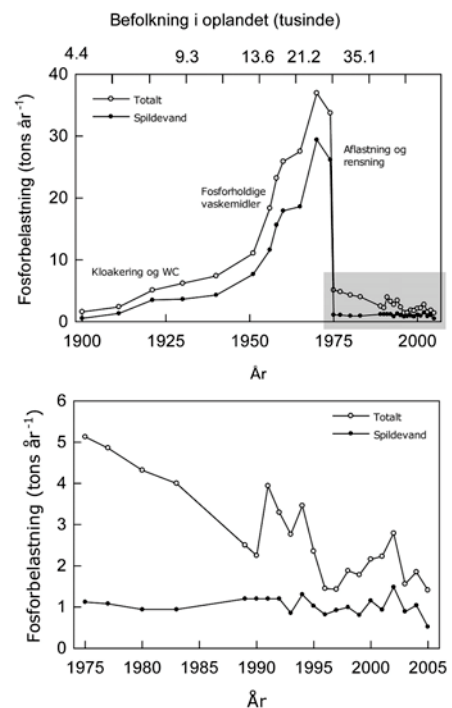 Befolkning i oplandet (tusinde)
4.4 9.3 13.6 21.2 35.1
Fosforbelastning (tons år-1)
40
30
20
10
0
Totalt
Spildevand
Aflastning og
rensning
Fosforholdige
vaskemidler
Kloakering og WC
1900 1925 1950 1975 2000
År
Fosforbelastning (tons år-1)
6
5
4
3
2
1
0
Totalt
Spildevand
1975 1980 1985 1990 1995 2000 2005
År